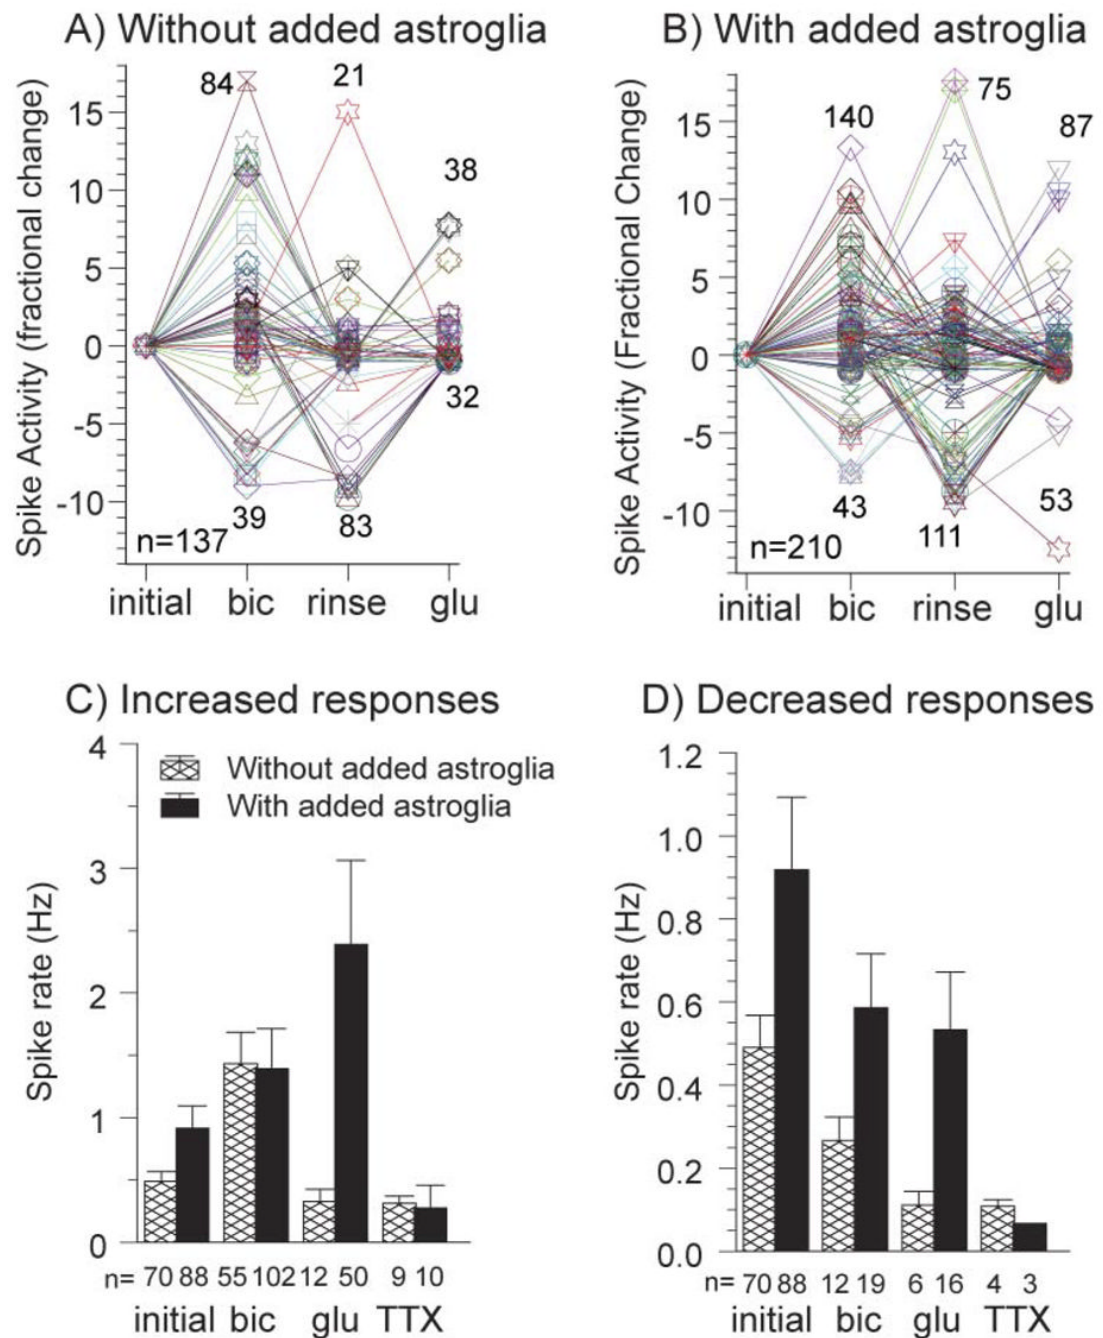 A) Without added astroglia
B) With added astroglia
Spike Activity (fractional change)
15
10
5
0
-5
-10
84
21
38
32
39
83
n=137
initial bic rinse glu
Spike Activity (Fractional Change)
15
10
5
0
-5
-10
140
75
87
53
43
111
n=210
initial bic rinse glu
C) Increased responses
Spike rate (Hz)
4
3
2
1
0
Without added astroglia
With added astroglia
n= 70 88 55 102 12 50 9 10
initial bic glu TTX
D) Decreased responses
Spike rate (Hz)
1.2
1.0
0.8
0.6
0.4
0.2
0.0
n= 70 88 12 19 6 16 4 3
initial bic glu TTX